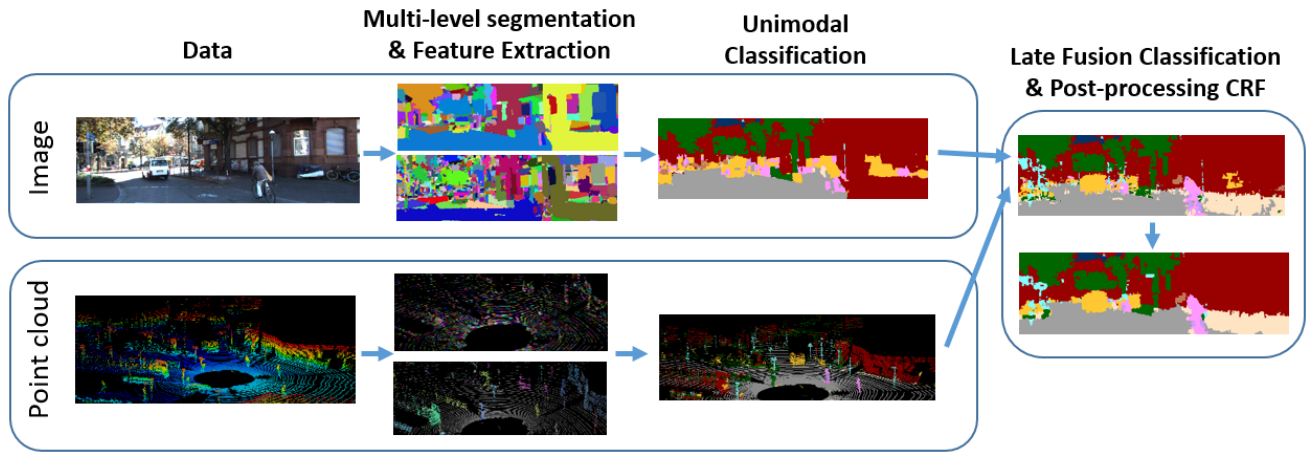 Data
Multi-level segmentation
& Feature Extraction
Unimodal
Classification
Late Fusion Classification
& Post-processing CRF
Image
Point cloud